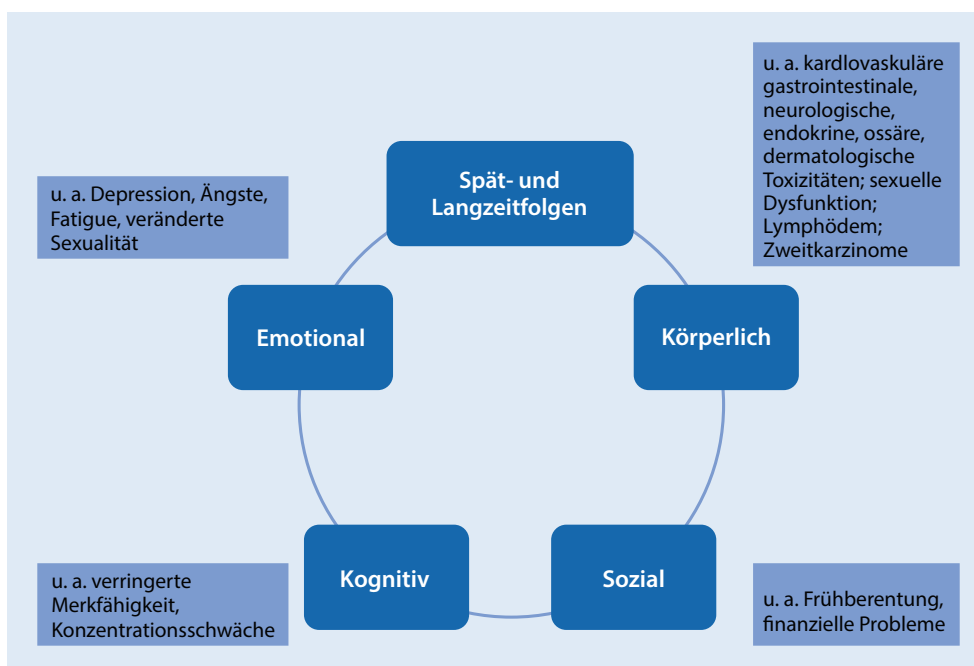 u. a. kardlovaskuläre
gastrointestinale,
neurologische,
endokrine, ossäre,
dermatologische
Toxizitäten; sexuelle
Dysfunktion;
Lymphödem;
Zweitkarzinome
Spät- und
Langzeitfolgen
u. a. Depression, Ängste,
Fatigue, veränderte
Sexualität
Emotional
Körperlich
Kognitiv
Sozial
u. a. verringerte
Merkfähigkeit,
Konzentrationsschwäche
u. a. Frühberentung,
finanzielle Probleme